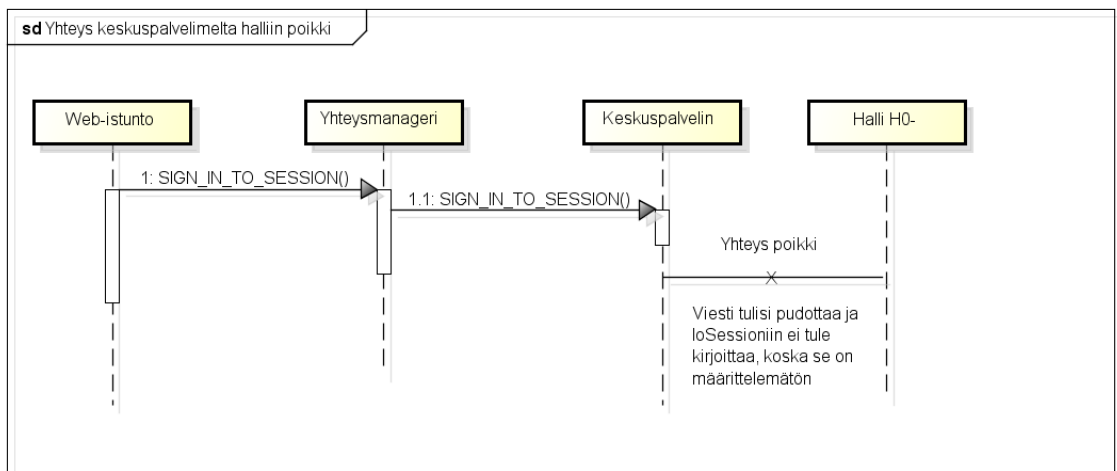 sd Yhteys keskuspalvelimelta halliin poikki
Web-istunto
Yhteysmanageri
Keskuspalvelin
Halli H0-
1: SIGN_IN_TO_SESSION()
1.1: SIGN_IN_TO_SESSION()
Yhteys poikki
Viesti tulisi pudottaa ja
IoSessioniin ei tule
kirjoittaa, koska se on
määrittelemätön